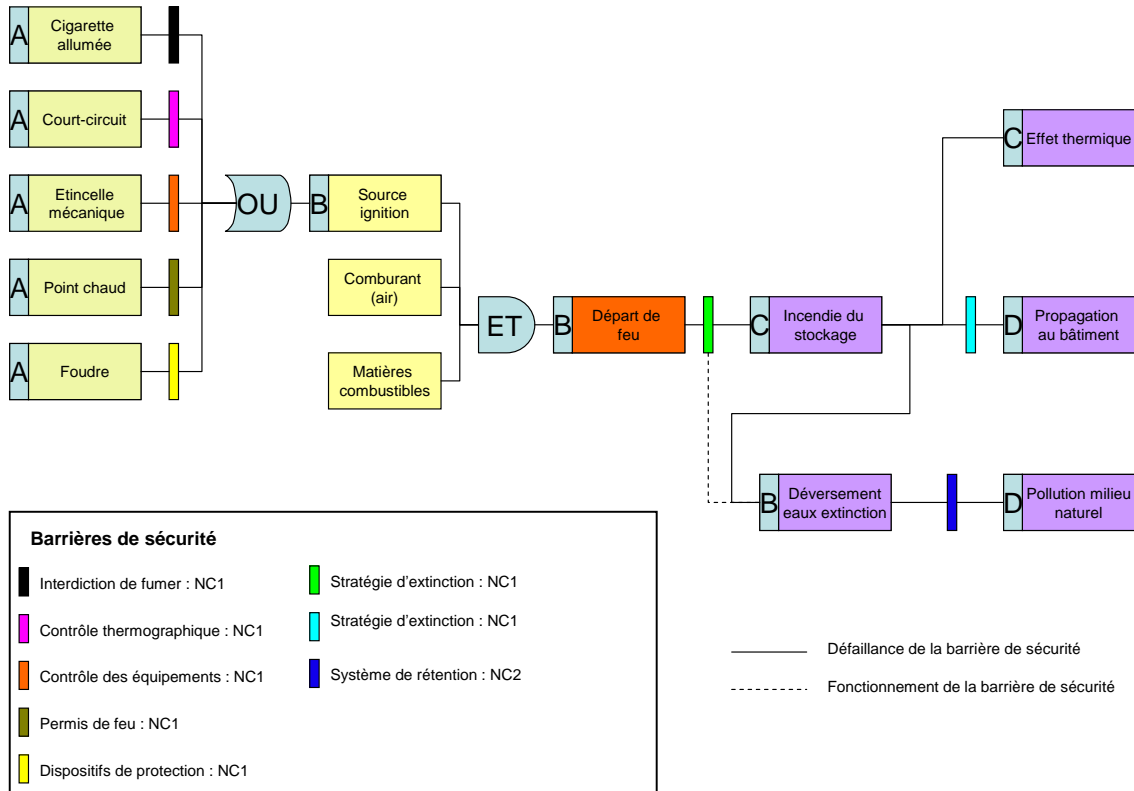 A
Cigarette
allumée
A
Court-circuit
A
Etincelle
mécanique
A
Point chaud
A
Foudre
OU
B
Source
ignition
Comburant
(air)
Matières
combustibles
ET
B
Départ de
feu
C
Incendie du
stockage
C
Effet thermique
D
Propagation
au bâtiment
B
Déversement
eaux extinction
D
Pollution milieu
naturel
Barrières de sécurité
Interdiction de fumer : NC1
Contrôle thermographique : NC1
Contrôle des équipements : NC1
Permis de feu : NC1
Dispositifs de protection : NC1
Stratégie d'extinction : NC1
Stratégie d'extinction : NC1
Système de rétention : NC2
Défaillance de la barrière de sécurité
Fonctionnement de la barrière de sécurité